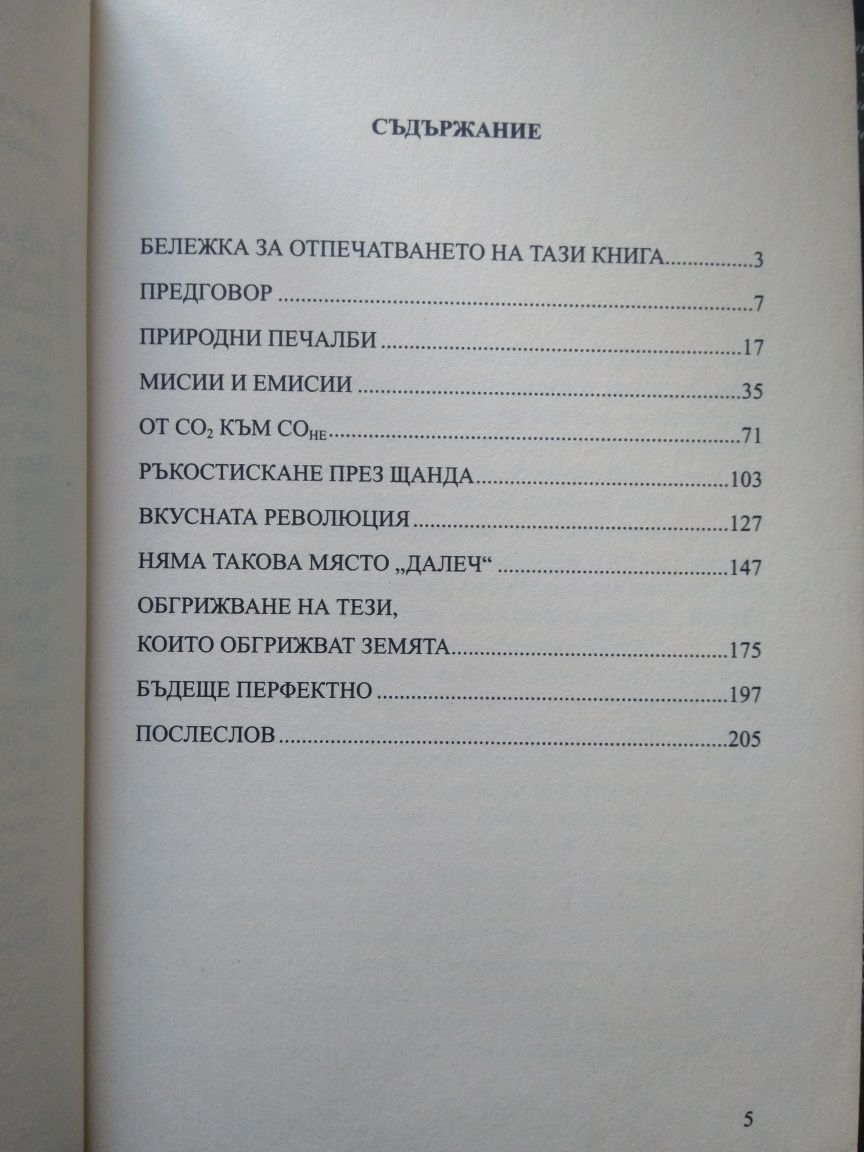 СЪДЪРЖАНИЕ
БЕЛЕЖКА ЗА ОТПЕЧАТВАНЕТО НА ТАЗИ КНИГА................3
ПРЕДГОВОР ................7
ПРИРОДНИ ПЕЧАЛБИ ................17
МИСИИ И ЕМИСИИ ................35
ОТ CO₂ КЪМ COНЕ................71
РЪКОСТИСКАНЕ ПРЕЗ ЩАНДА................103
ВКУСНАТА РЕВОЛЮЦИЯ ................127
НЯМА ТАКОВА МЯСТО „ДАЛЕЧ“ ................147
ОБГРИЖВАНЕ НА ТЕЗИ,
КОИТО ОБГРИЖВАТ ЗЕМЯТА................175
БЪДЕЩЕ ПЕРФЕКТНО ................197
ПОСЛЕСЛОВ ................205
5